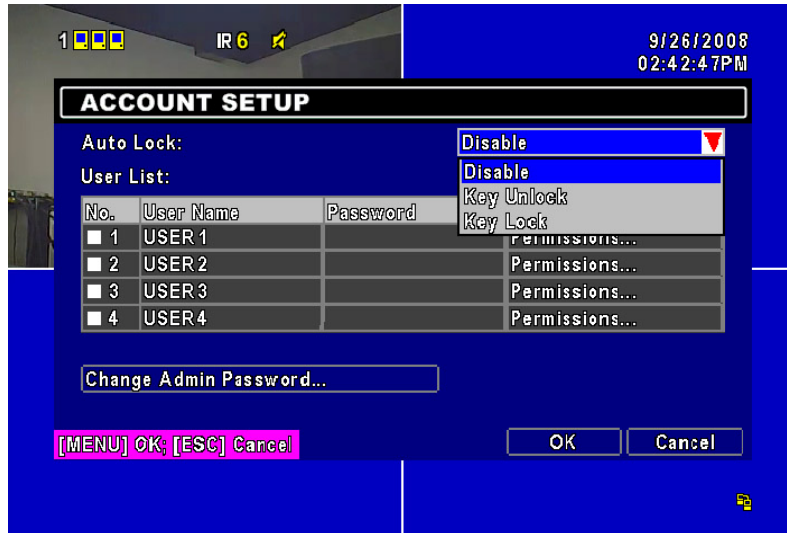 1 IR 6 9/26/2008
02:42:47PM
ACCOUNT SETUP
Auto Lock: Disable
Disable
User List:
Key Unlock
Key Lock
No. User Name Password
1 USER1 Permissions...
2 USER2 Permissions...
3 USER3 Permissions...
4 USER4 Permissions...
Change Admin Password...
[MENU] OK; [ESC] Cancel OK Cancel